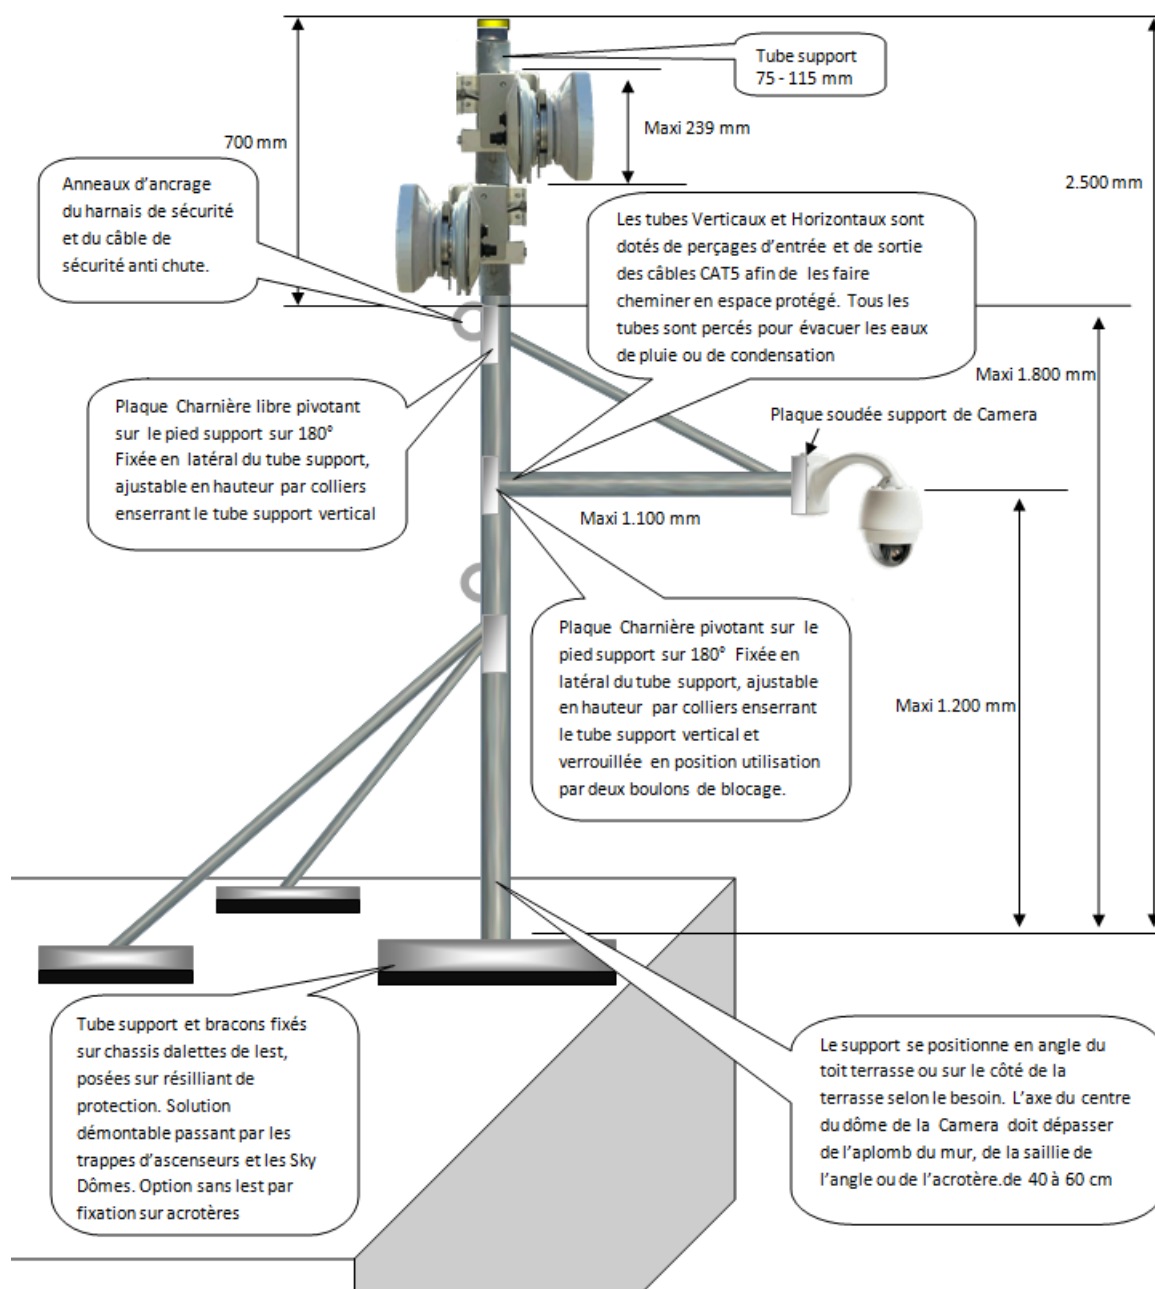 Tube support
75 - 115 mm
Maxi 239 mm
700 mm
2.500 mm
Anneaux d’ancrage
du harnais de sécurité
et du câble de
sécurité anti chute.
Les tubes Verticaux et Horizontaux sont
dotés de perçages d’entrée et de sortie
des câbles CAT5 afin de les faire
cheminer en espace protégé. Tous les
tubes sont percés pour évacuer les eaux
de pluie ou de condensation
Maxi 1.800 mm
Plaque Charnière libre pivotant
sur le pied support sur 180°
Fixée en latéral du tube support,
ajustable en hauteur par colliers
enserrant le tube support vertical
Plaque soudée support de Camera
Maxi 1.100 mm
Plaque Charnière pivotant sur le
pied support sur 180° Fixée en
latéral du tube support, ajustable
en hauteur par colliers enserrant
le tube support vertical et
verrouillée en position utilisation
par deux boulons de blocage.
Maxi 1.200 mm
Tube support et bracons fixés
sur chassis dalettes de lest,
posées sur résilliant de
protection. Solution
démontable passant par les
trappes d’ascenseurs et les Sky
Dômes. Option sans lest par
fixation sur acrotères
Le support se positionne en angle du
toit terrasse ou sur le côté de la
terrasse selon le besoin. L’axe du centre
du dôme de la Camera doit dépasser
de l’aplomb du mur, de la saillie de
l’angle ou de l’acrotère.de 40 à 60 cm